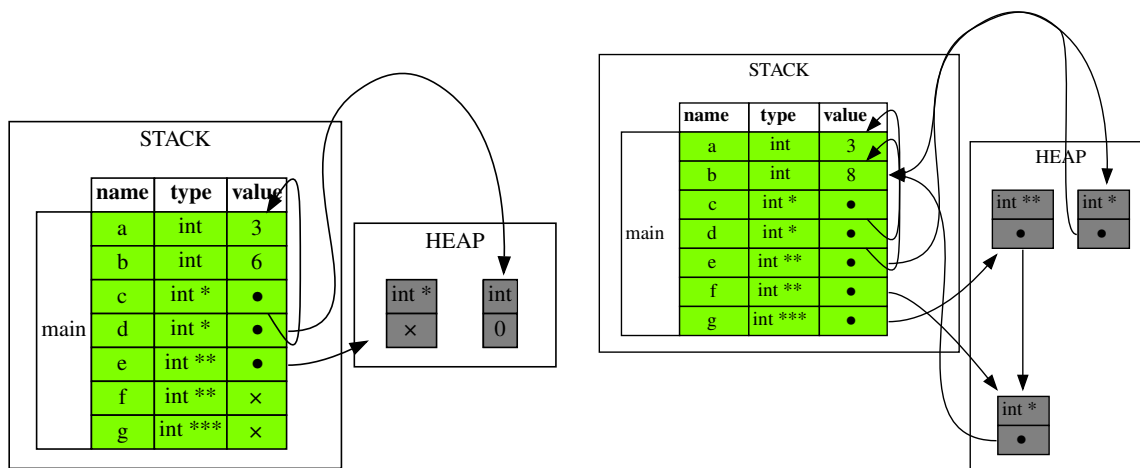 STACK
name type value
main
a int 3
b int 6
c int * •
d int * •
e int ** •
f int ** ×
g int *** ×
HEAP
int * int
× 0
STACK
name type value
main
a int 3
b int 8
c int * •
d int * •
e int ** •
f int ** •
g int *** •
HEAP
int ** int *
• •
int *
•